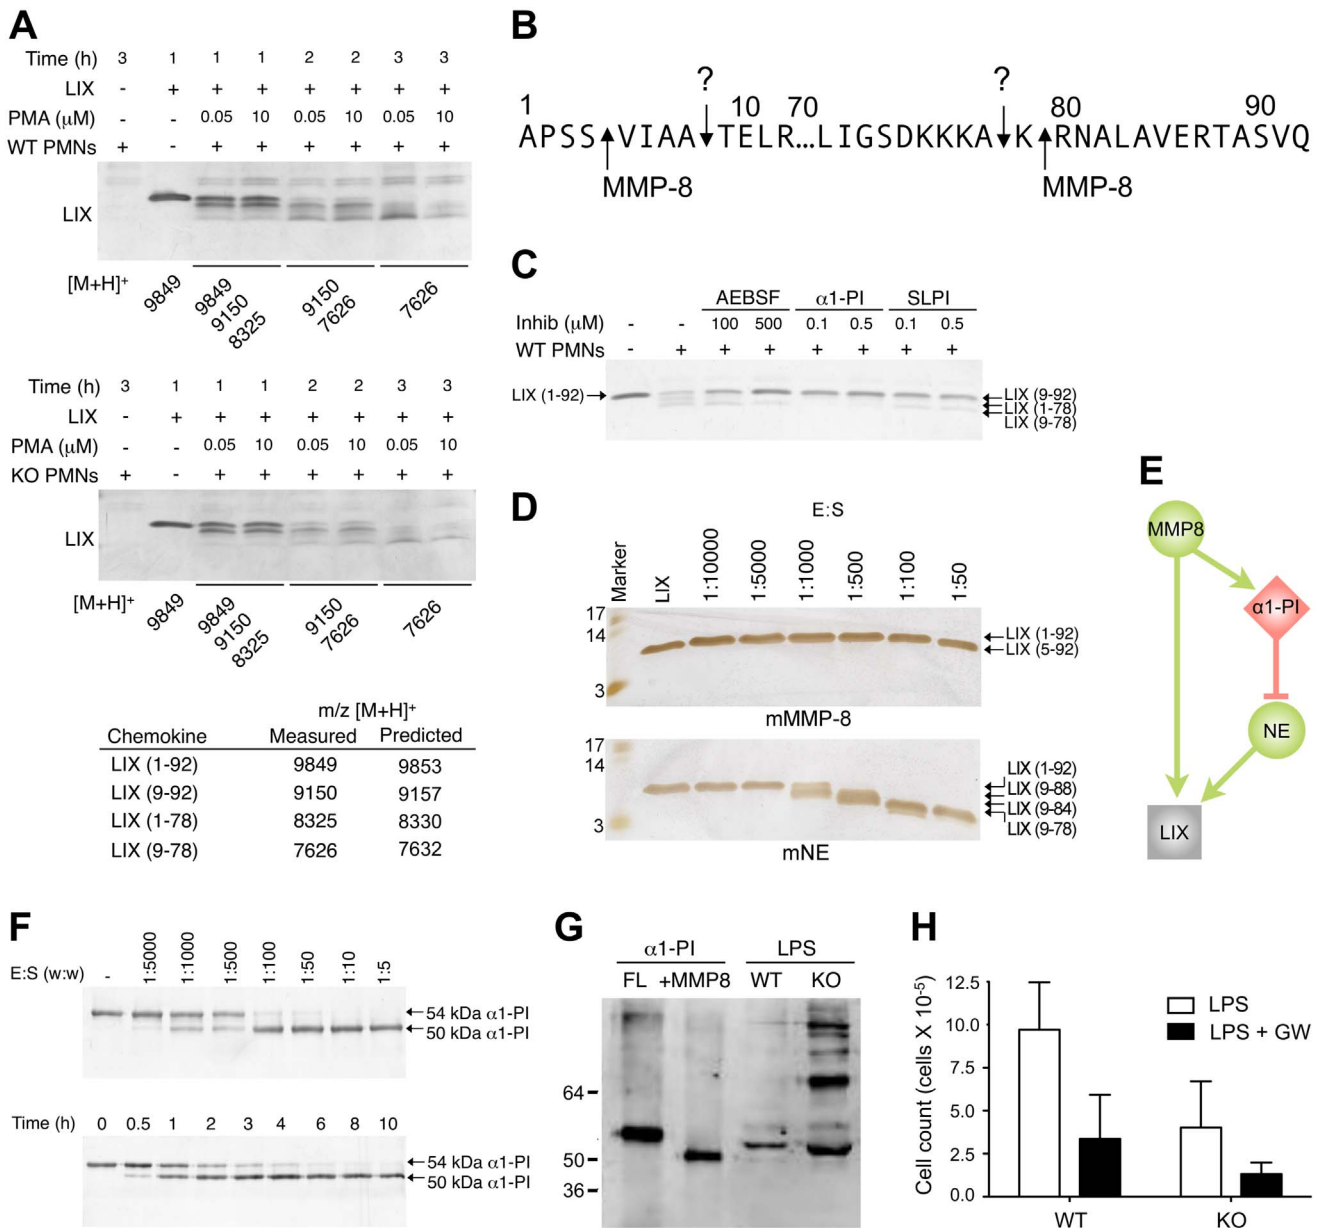 A
Time (h) 3 1 1 1 2 2 3 3
LIX - + + + + + + +
PMA (μM) - - 0.05 10 0.05 10 0.05 10
WT PMNs + - + + + + + +
LIX
[M+H]+ 9849 9849 9150 8325 9150 7626 7626
Time (h) 3 1 1 1 2 2 3 3
LIX - + + + + + + +
PMA (μM) - - 0.05 10 0.05 10 0.05 10
KO PMNs + - + + + + + +
LIX
[M+H]+ 9849 9849 9150 8325 9150 7626 7626
m/z [M+H]+
Chemokine Measured Predicted
LIX (1-92) 9849 9853
LIX (9-92) 9150 9157
LIX (1-78) 8325 8330
LIX (9-78) 7626 7632
B
? ?
1 10 70 80 90
APSS VIAA TELR...LIGSDKKKA K RNALAVERTASVQ
MMP-8 MMP-8
C
AEBSF α1-PI SLPI
Inhib (μM) - - 100 500 0.1 0.5 0.1 0.5
WT PMNs - + + + + + + +
LIX (1-92) LIX (9-92)
LIX (1-78)
LIX (9-78)
D
E:S
Marker LIX 1:10000 1:5000 1:1000 1:500 1:100 1:50
17
14 LIX (1-92)
LIX (5-92)
3
mMMP-8
17
14 LIX (1-92)
LIX (9-88)
LIX (9-84)
3 LIX (9-78)
mNE
E
MMP8
α1-PI
NE
LIX
F
E:S (w:w) - 1:5000 1:1000 1:500 1:100 1:50 1:10 1:5
54 kDa α1-PI
50 kDa α1-PI
Time (h) 0 0.5 1 2 3 4 6 8 10
54 kDa α1-PI
50 kDa α1-PI
G
α1-PI LPS
FL +MMP8 WT KO
64
50
36
H
Cell count (cells X 10-5)
12.5
10.0
7.5
5.0
2.5
0.0
LPS
LPS + GW
WT KO